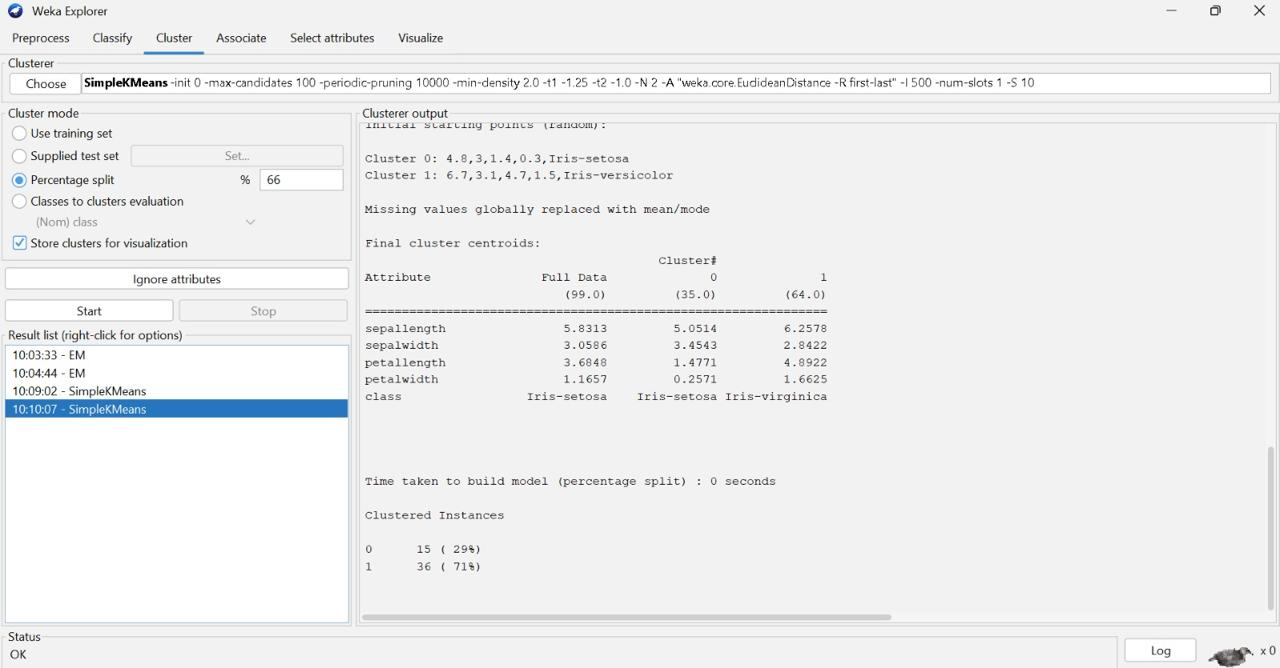 Weka Explorer
Preprocess Classify Cluster Associate Select attributes Visualize
Clusterer
Choose SimpleKMeans -init 0 -max-candidates 100 -periodic-pruning 10000 -min-density 2.0 -t1 -1.25 -t2 -1.0 -N 2 -A "weka.core.EuclideanDistance -R first-last" -I 500 -num-slots 1 -S 10
Cluster mode
Use training set
Supplied test set Set...
Percentage split % 66
Classes to clusters evaluation
(Nom) class
Store clusters for visualization
Ignore attributes
Start Stop
Result list (right-click for options)
10:03:33 - EM
10:04:44 - EM
10:09:02 - SimpleKMeans
10:10:07 - SimpleKMeans
Clusterer output
Initial starting points (random):
Cluster 0: 4.8,3,1.4,0.3,Iris-setosa
Cluster 1: 6.7,3.1,4.7,1.5,Iris-versicolor
Missing values globally replaced with mean/mode
Final cluster centroids:
Cluster#
Attribute Full Data 0 1
(99.0) (35.0) (64.0)
==================================================================
sepallength 5.8313 5.0514 6.2578
sepalwidth 3.0586 3.4543 2.8422
petallength 3.6848 1.4771 4.8922
petalwidth 1.1657 0.2571 1.6625
class Iris-setosa Iris-setosa Iris-virginica
Time taken to build model (percentage split) : 0 seconds
Clustered Instances
0 15 ( 29%)
1 36 ( 71%)
Status
OK
Log x 0